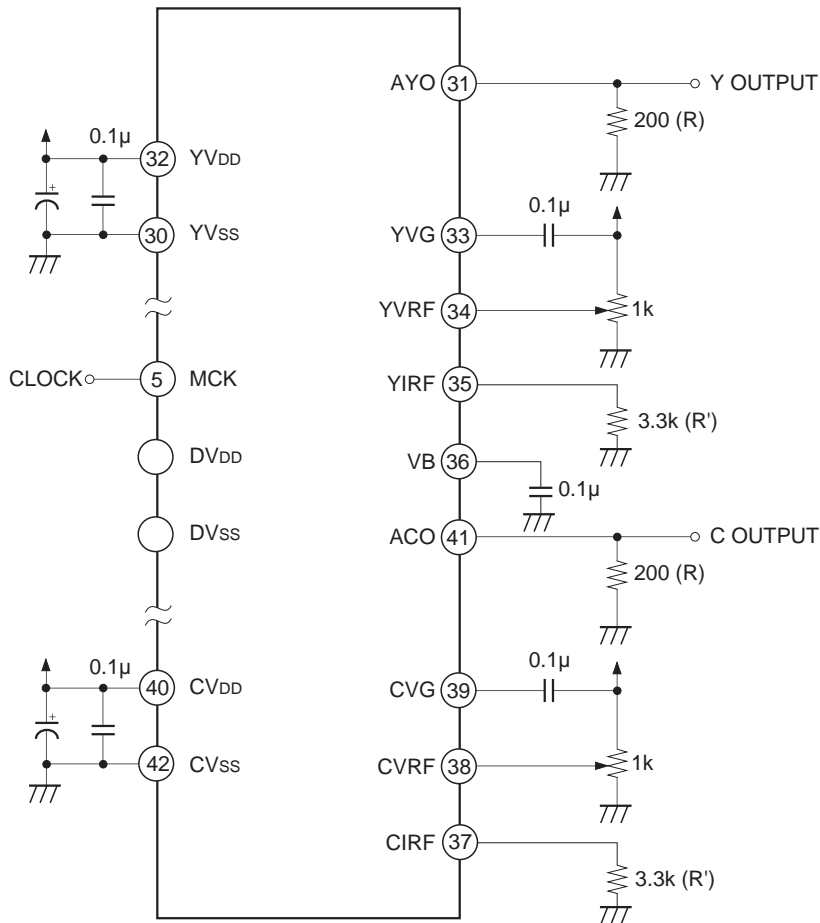 AYO 31 Y OUTPUT
200 (R)
0.1µ
32 YVDD
0.1µ
30 YVSS
YVG 33
YVRF 34
1k
CLOCK 5 MCK
YIRF 35
3.3k (R')
DVDD
VB 36
0.1µ
DVSS
ACO 41 C OUTPUT
200 (R)
0.1µ
40 CVDD
0.1µ
CVG 39
42 CVSS
CVRF 38
1k
CIRF 37
3.3k (R')